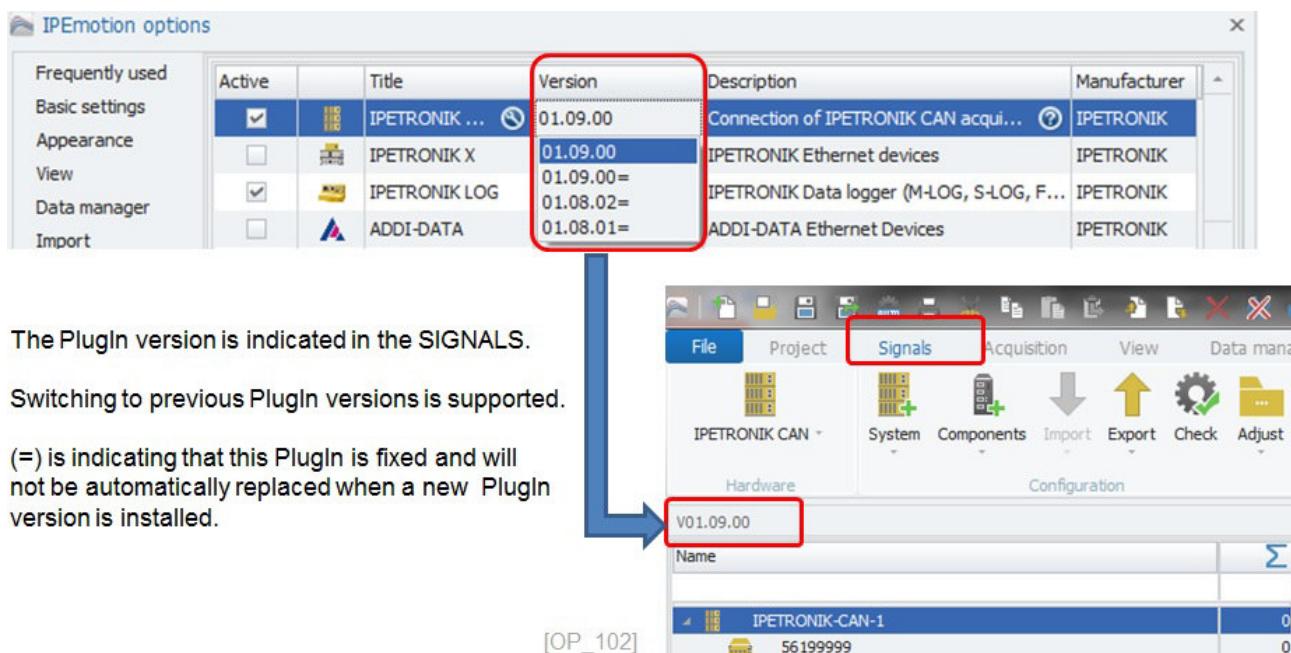 IPEmotion options
Frequently used
Basic settings
Appearance
View
Data manager
Import
Active Title Version Description Manufacturer
IPETRONIK ... 01.09.00 Connection of IPETRONIK CAN acqui... IPETRONIK
01.09.00
01.09.00=
01.08.02=
01.08.01=
IPETRONIK X IPETRONIK Ethernet devices IPETRONIK
IPETRONIK LOG IPETRONIK Data logger (M-LOG, S-LOG, F... IPETRONIK
ADDI-DATA ADDI-DATA Ethernet Devices IPETRONIK
The PlugIn version is indicated in the SIGNALS.
Switching to previous PlugIn versions is supported.
(=) is indicating that this PlugIn is fixed and will
not be automatically replaced when a new PlugIn
version is installed.
[OP_102]
File Project Signals Acquisition View Data mana
IPETRONIK CAN System Components Import Export Check Adjust
Hardware Configuration
V01.09.00
Name Σ
IPETRONIK-CAN-1 0
56199999 0